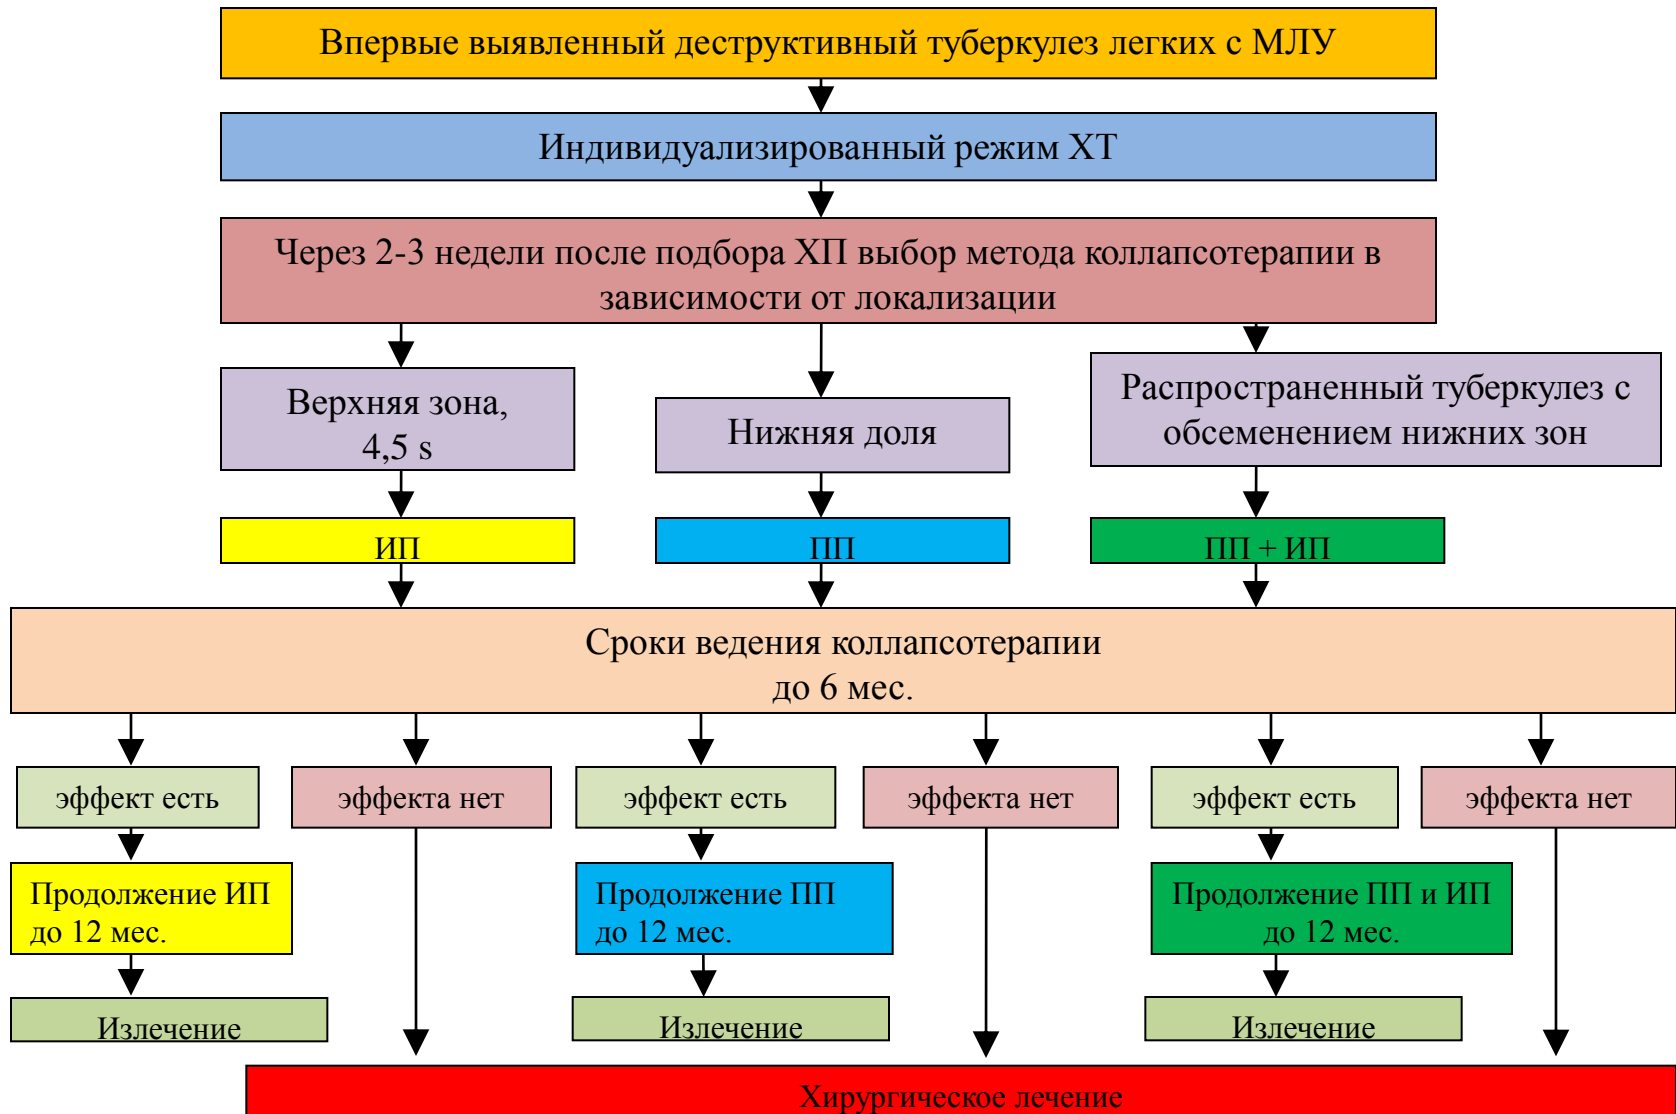 Впервые выявленный деструктивный туберкулез легких с МЛУ
Индивидуализированный режим ХТ
Через 2-3 недели после подбора ХП выбор метода коллапсотерапии в
зависимости от локализации
Верхняя зона,
4,5 s
Нижняя доля
Распространенный туберкулез с
обсеменением нижних зон
ИП
ПП
ПП + ИП
Сроки ведения коллапсотерапии
до 6 мес.
эффект есть
эффекта нет
эффект есть
эффекта нет
эффект есть
эффекта нет
Продолжение ИП
до 12 мес.
Продолжение ПП
до 12 мес.
Продолжение ПП и ИП
до 12 мес.
Излечение
Излечение
Излечение
Хирургическое лечение